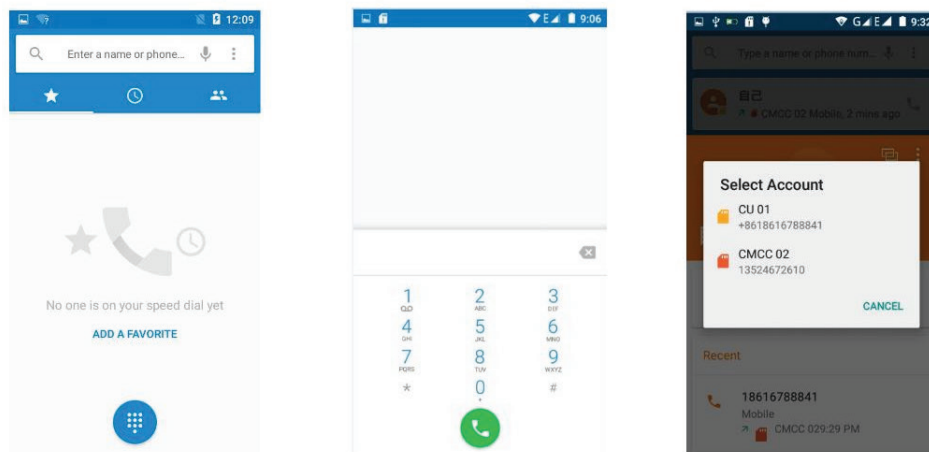 12:09
Enter a name or phone...
No one is on your speed dial yet
ADD A FAVORITE
E 9:06
1
2 ABC
3 DEF
4 GHI
5 JKL
6 MNO
7 PQRS
8 TUV
9 WXYZ
*
0
+
#
G E 9:32
Type a name or phone num...
自己
CMCC 02 Mobile, 2 mins ago
Select Account
CU 01
+8618616788841
CMCC 02
13524672610
CANCEL
Recent
18616788841
Mobile
CMCC 029:29 PM